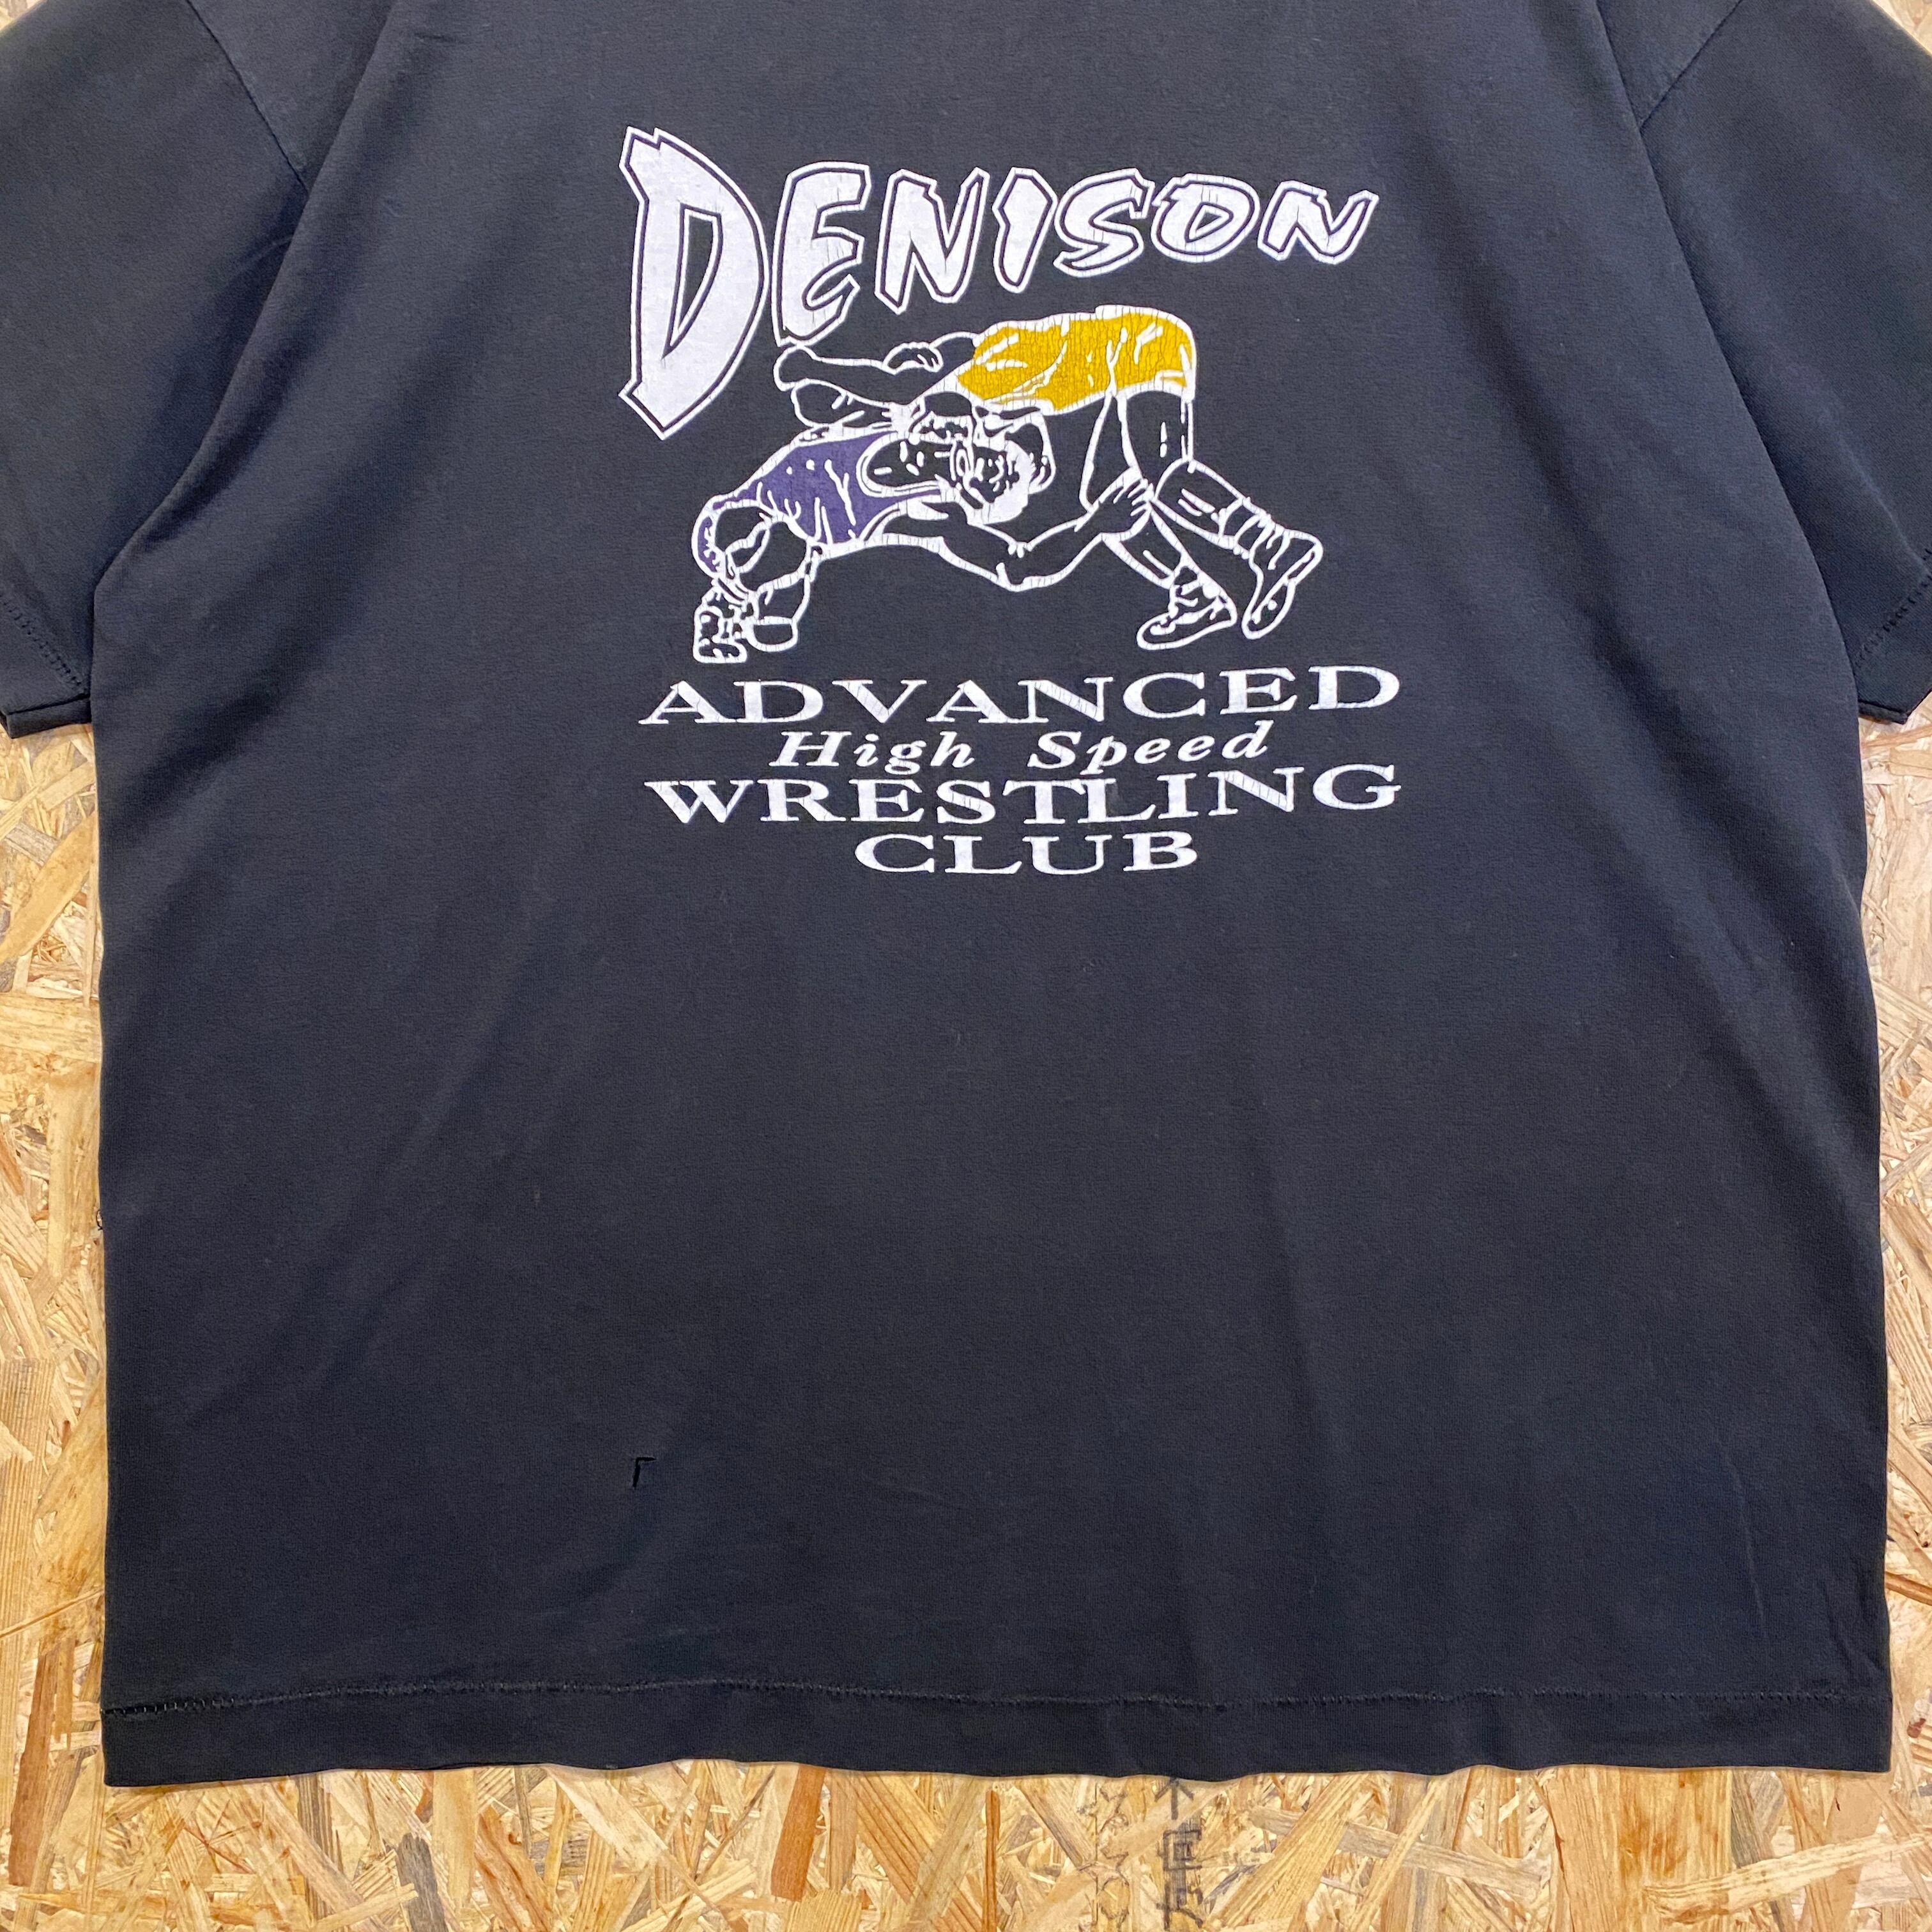 DENISON
ADVANCED
High Speed
WRESTLING
CLUB